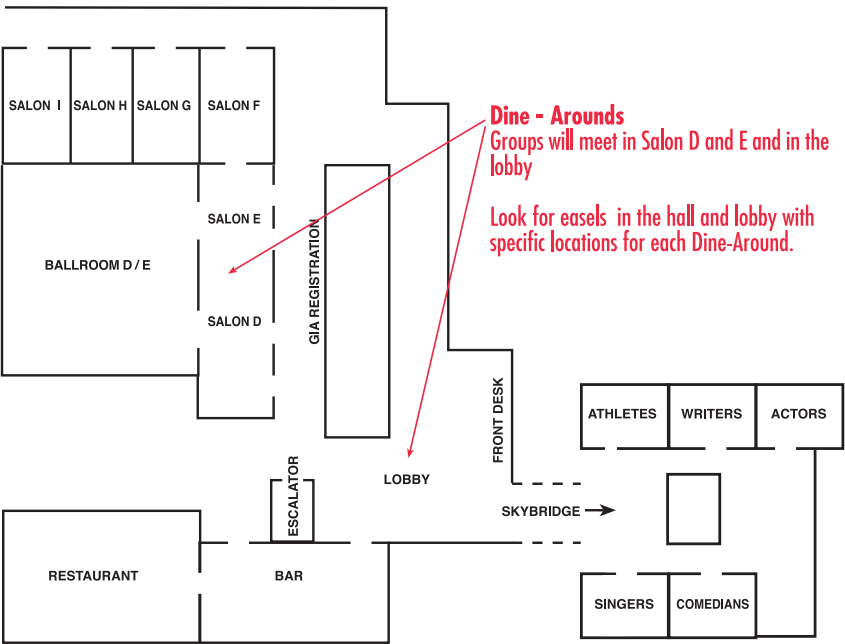 SALON I
SALON H
SALON G
SALON F
Dine - Arounds
Groups will meet in Salon D and E and in the
lobby
Look for easels in the hall and lobby with
specific locations for each Dine-Around.
SALON E
BALLROOM D / E
SALON D
GIA REGISTRATION
FRONT DESK
ATHLETES
WRITERS
ACTORS
ESCALATOR
LOBBY
SKYBRIDGE
RESTAURANT
BAR
SINGERS
COMEDIANS